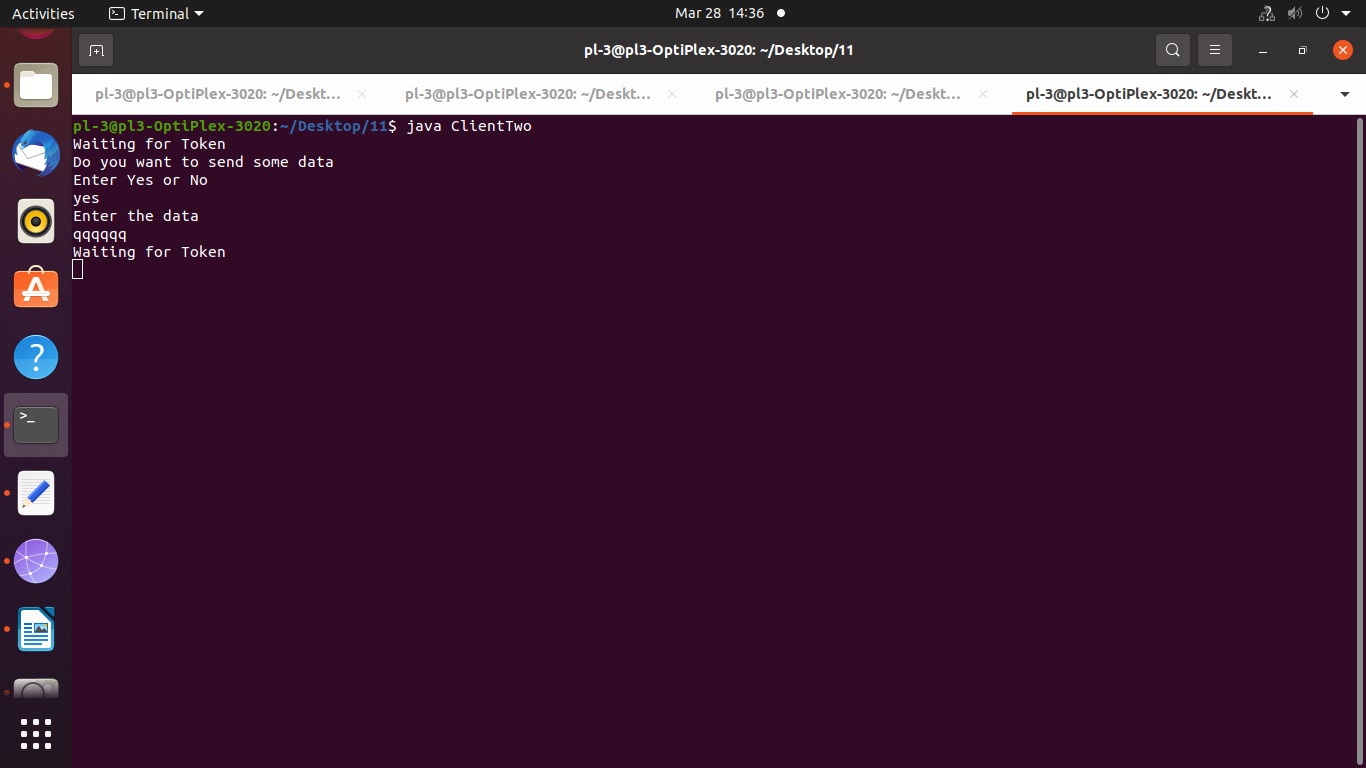 Activities
Terminal
Mar 28 14:36
pl-3@pl3-OptiPlex-3020: ~/Desktop/11
pl-3@pl3-OptiPlex-3020: ~/Deskt...
pl-3@pl3-OptiPlex-3020: ~/Deskt...
pl-3@pl3-OptiPlex-3020: ~/Deskt...
pl-3@pl3-OptiPlex-3020: ~/Deskt...
pl-3@pl3-OptiPlex-3020:~/Desktop/11$ java ClientTwo
Waiting for Token
Do you want to send some data
Enter Yes or No
yes
Enter the data
qqqqqq
Waiting for Token